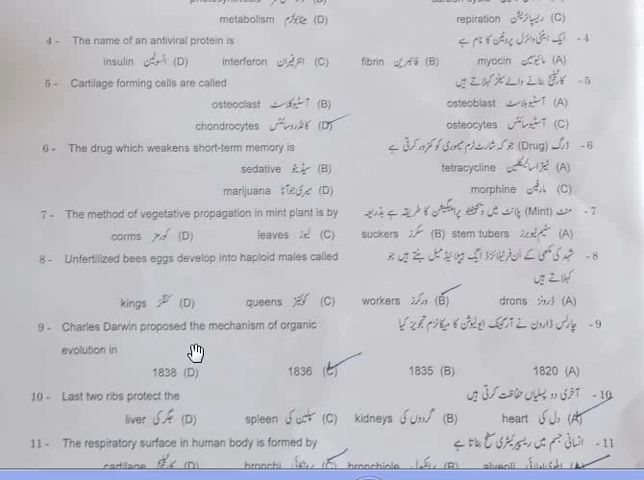 metabolism میٹابولزم (D) repiration ریسپائریشن (C)
4 - The name of an antiviral protein is ایک اینٹی وائرل پروٹین کا نام ہے -4
insulin انسولین (D) interferon انٹرفیرون (C) fibrin فائبرین (B) myocin مائیوسین (A)
5 - Cartilage forming cells are called کارٹیلج بنانے والے سیلز کہلاتے ہیں -5
osteoclast آسٹیوکلاسٹ (B) osteoblast آسٹیوبلاسٹ (A)
chondrocytes کانڈروسائٹس (D) osteocytes آسٹیوسائٹس (C)
6 - The drug which weakens short-term memory is ڈرگ (Drug) جو کہ شارٹ ٹرم میموری کو کمزور کرتی ہے -6
sedative سیڈیٹو (B) tetracycline ٹیٹراسائیکلین (A)
marijuana میری جوآنا (D) morphine مارفین (C)
7 - The method of vegetative propagation in mint plant is by منٹ (Mint) پلانٹ میں ویجیٹیٹو پراپیگیشن کا طریقہ ہے بذریعہ -7
corms کورمز (D) leaves لیوز (C) suckers سکرز (B) stem tubers سٹیم ٹیوبرز (A)
8 - Unfertilized bees eggs develop into haploid males called شہد کی مکھی کے اَن فرٹیلائزڈ ایگ ہیپلائیڈ میل بنتے ہیں جو -8
کہلاتے ہیں
kings کنگز (D) queens کوئینز (C) workers ورکرز (B) drons ڈرونز (A)
9 - Charles Darwin proposed the mechanism of organic چارلس ڈارون نے آرگینک ایوولیوشن کا میکانزم تجویز کیا -9
evolution in
1838 (D) 1836 (C) 1835 (B) 1820 (A)
10 - Last two ribs protect the آخری دو پسلیاں حفاظت کرتی ہیں -10
liver جگر کی (D) spleen سپلین کی (C) kidneys گردوں کی (B) heart دل کی (A)
11 - The respiratory surface in human body is formed by انسانی جسم میں ریسپریٹری سطح بناتا ہے -11
cartilage (D) bronchi (C) bronchiole (B) alveoli (A)